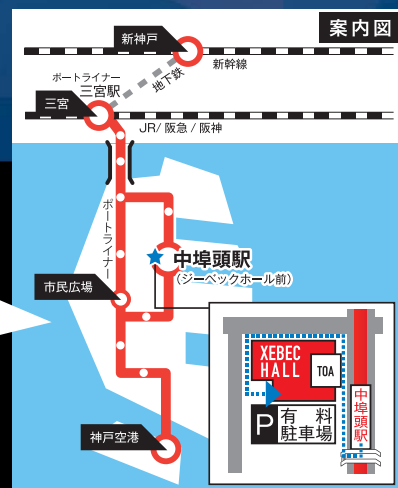 案内図
新神戸
新幹線
地下鉄
ポートライナー
三宮駅
三宮
JR/ 阪急 / 阪神
ポートライナー
中埠頭駅
(ジーベックホール前)
市民広場
XEBEC
HALL
TOA
P 有料
駐車場
中埠頭駅
神戸空港